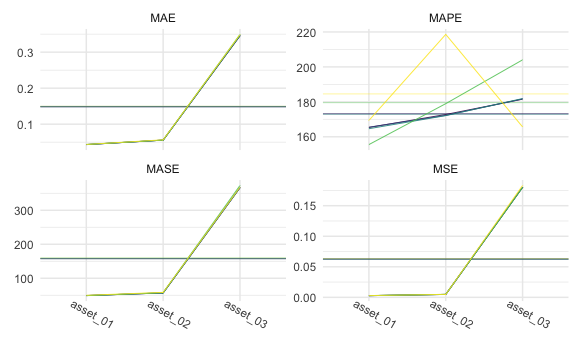 MAE
MAPE
0.3
0.2
0.1
220
200
180
160
MASE
MSE
300
200
100
0.15
0.10
0.05
0.00
asset_01
asset_02
asset_03
asset_01
asset_02
asset_03